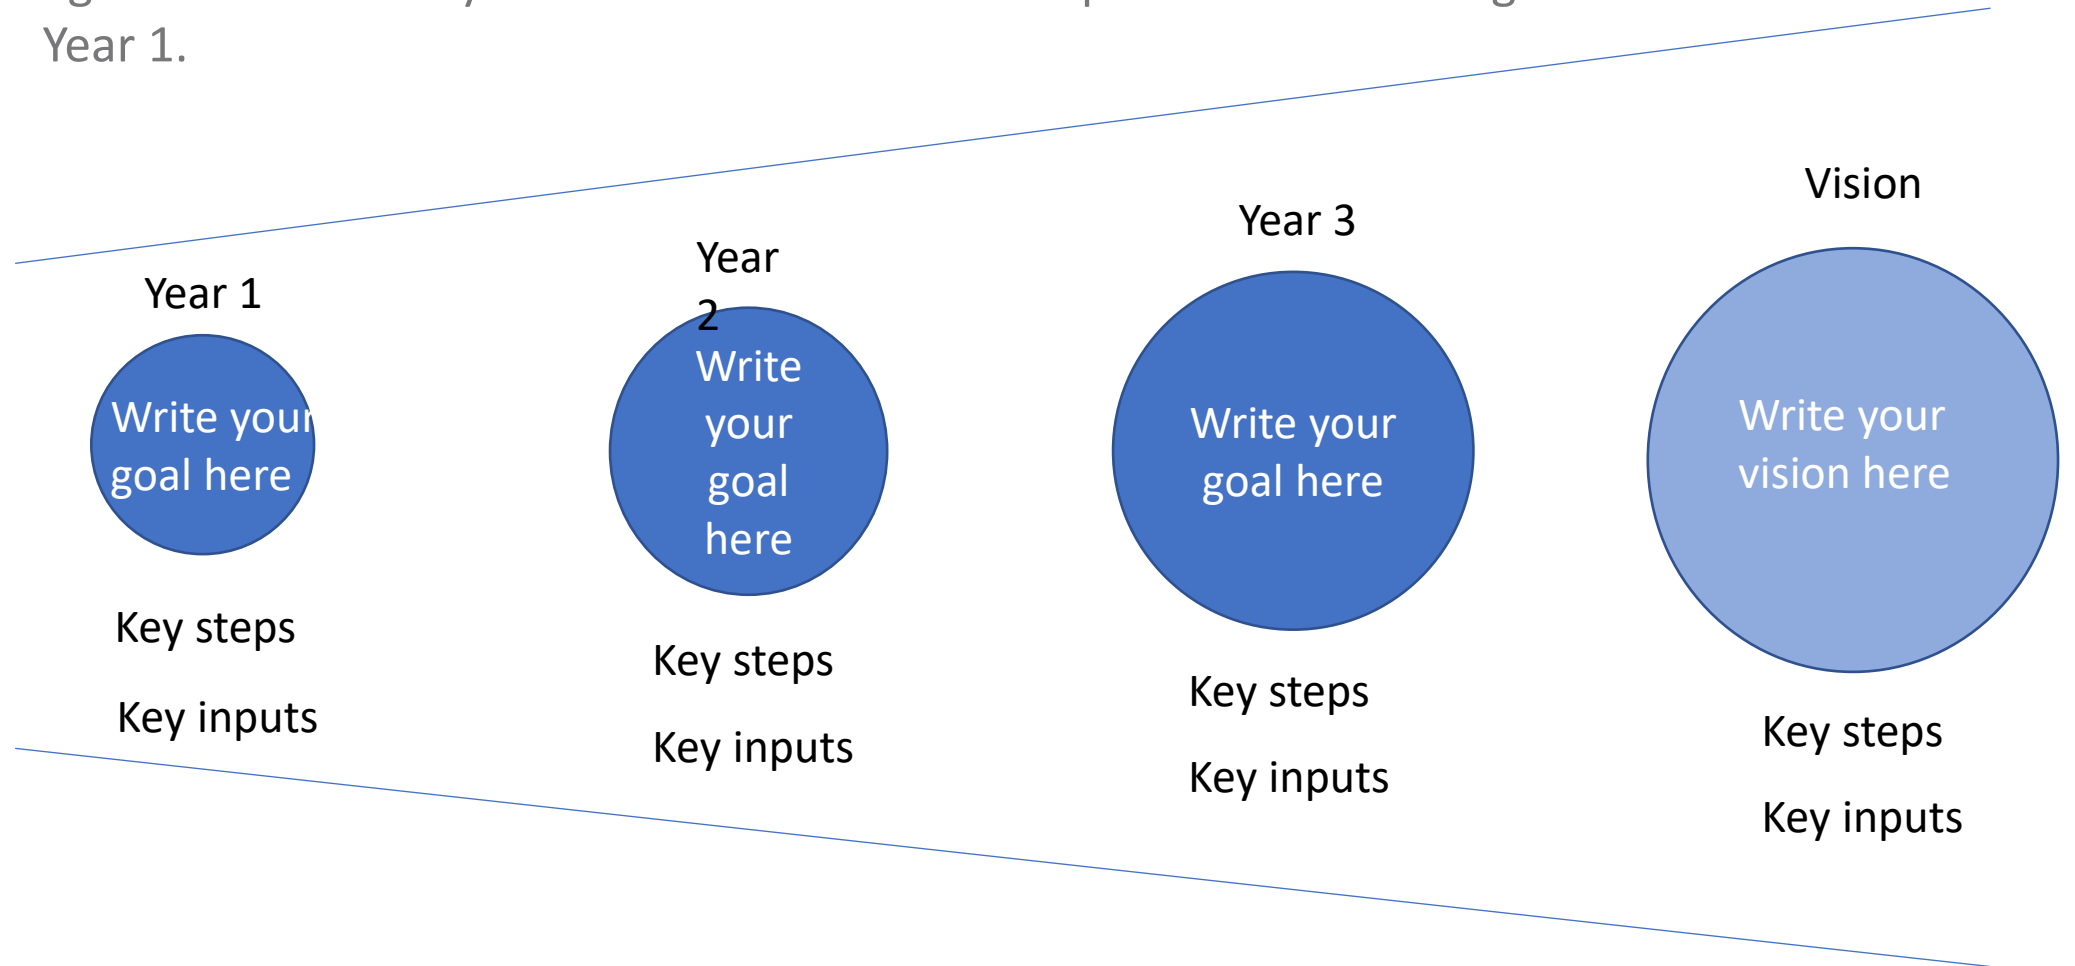 Year 1.
Vision
Year 3
Year
2
Year 1
Write your
goal here
Write
your
goal
here
Write your
goal here
Write your
vision here
Key steps
Key inputs
Key steps
Key inputs
Key steps
Key inputs
Key steps
Key inputs